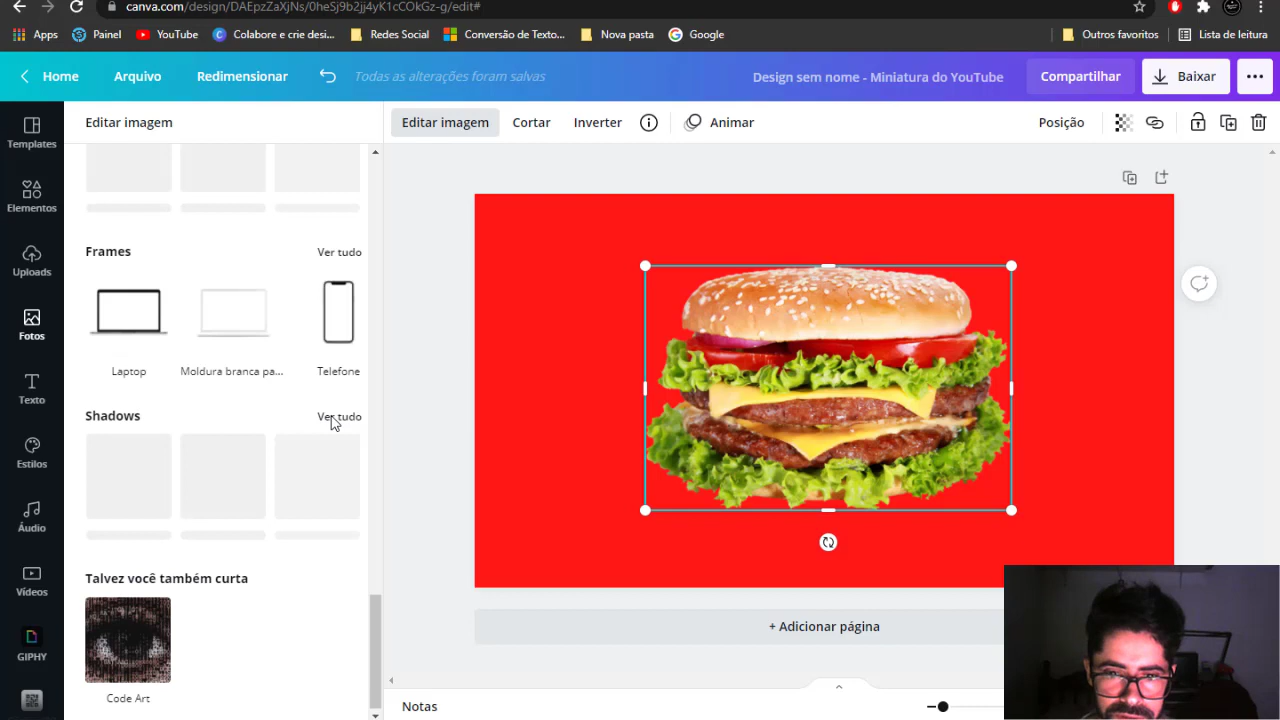 canva.com/design/DAEpzZaXjNs/0heSj9b2jj4yK1cCOkGz-g/edit#
Apps
Painel
YouTube
Colabore e crie desi...
Redes Social
Conversão de Texto...
Nova pasta
Google
Outros favoritos
Lista de leitura
Home
Arquivo
Redimensionar
Todas as alterações foram salvas
Design sem nome - Miniatura do YouTube
Compartilhar
Baixar
Templates
Elementos
Uploads
Fotos
Texto
Estilos
Áudio
Vídeos
GIPHY
Editar imagem
Frames
Ver tudo
Laptop
Moldura branca pa...
Telefone
Shadows
Ver tudo
Talvez você também curta
Code Art
Editar imagem
Cortar
Inverter
Animar
Posição
+ Adicionar página
Notas